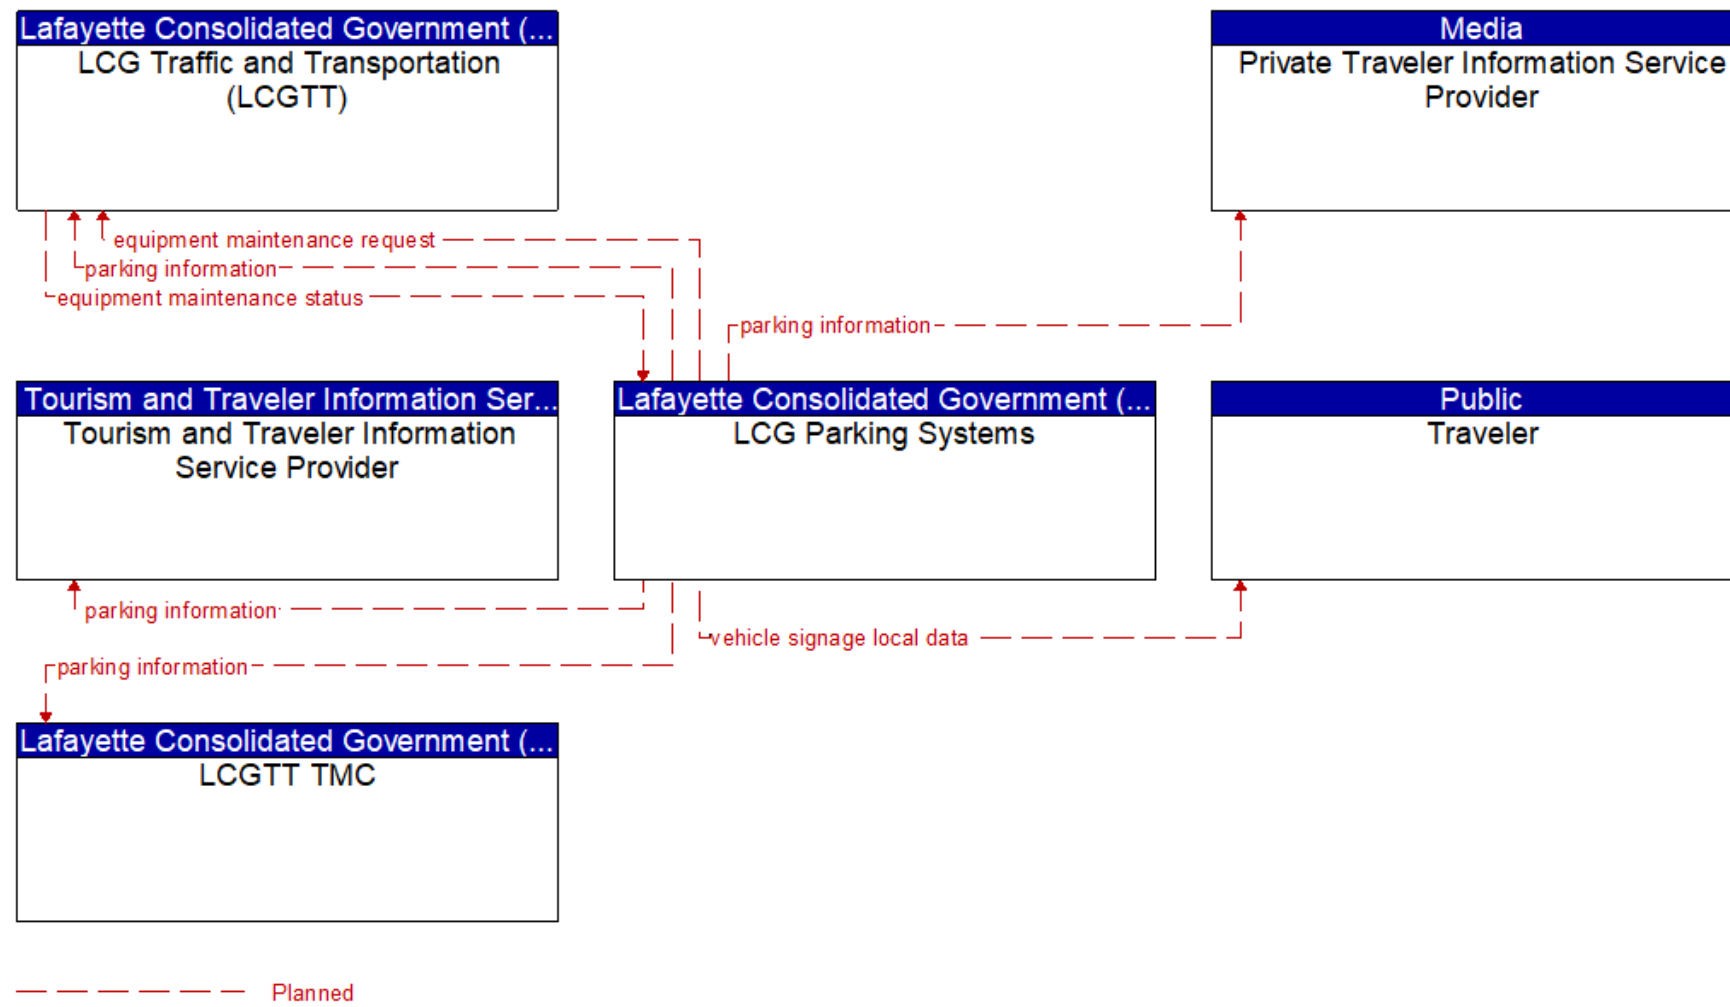 Lafayette Consolidated Government (...
LCG Traffic and Transportation
(LCGTT)
Media
Private Traveler Information Service
Provider
equipment maintenance request
parking information
equipment maintenance status
parking information
Tourism and Traveler Information Ser...
Tourism and Traveler Information
Service Provider
Lafayette Consolidated Government (...
LCG Parking Systems
Public
Traveler
parking information
vehicle signage local data
parking information
Lafayette Consolidated Government (...
LCGTT TMC
Planned